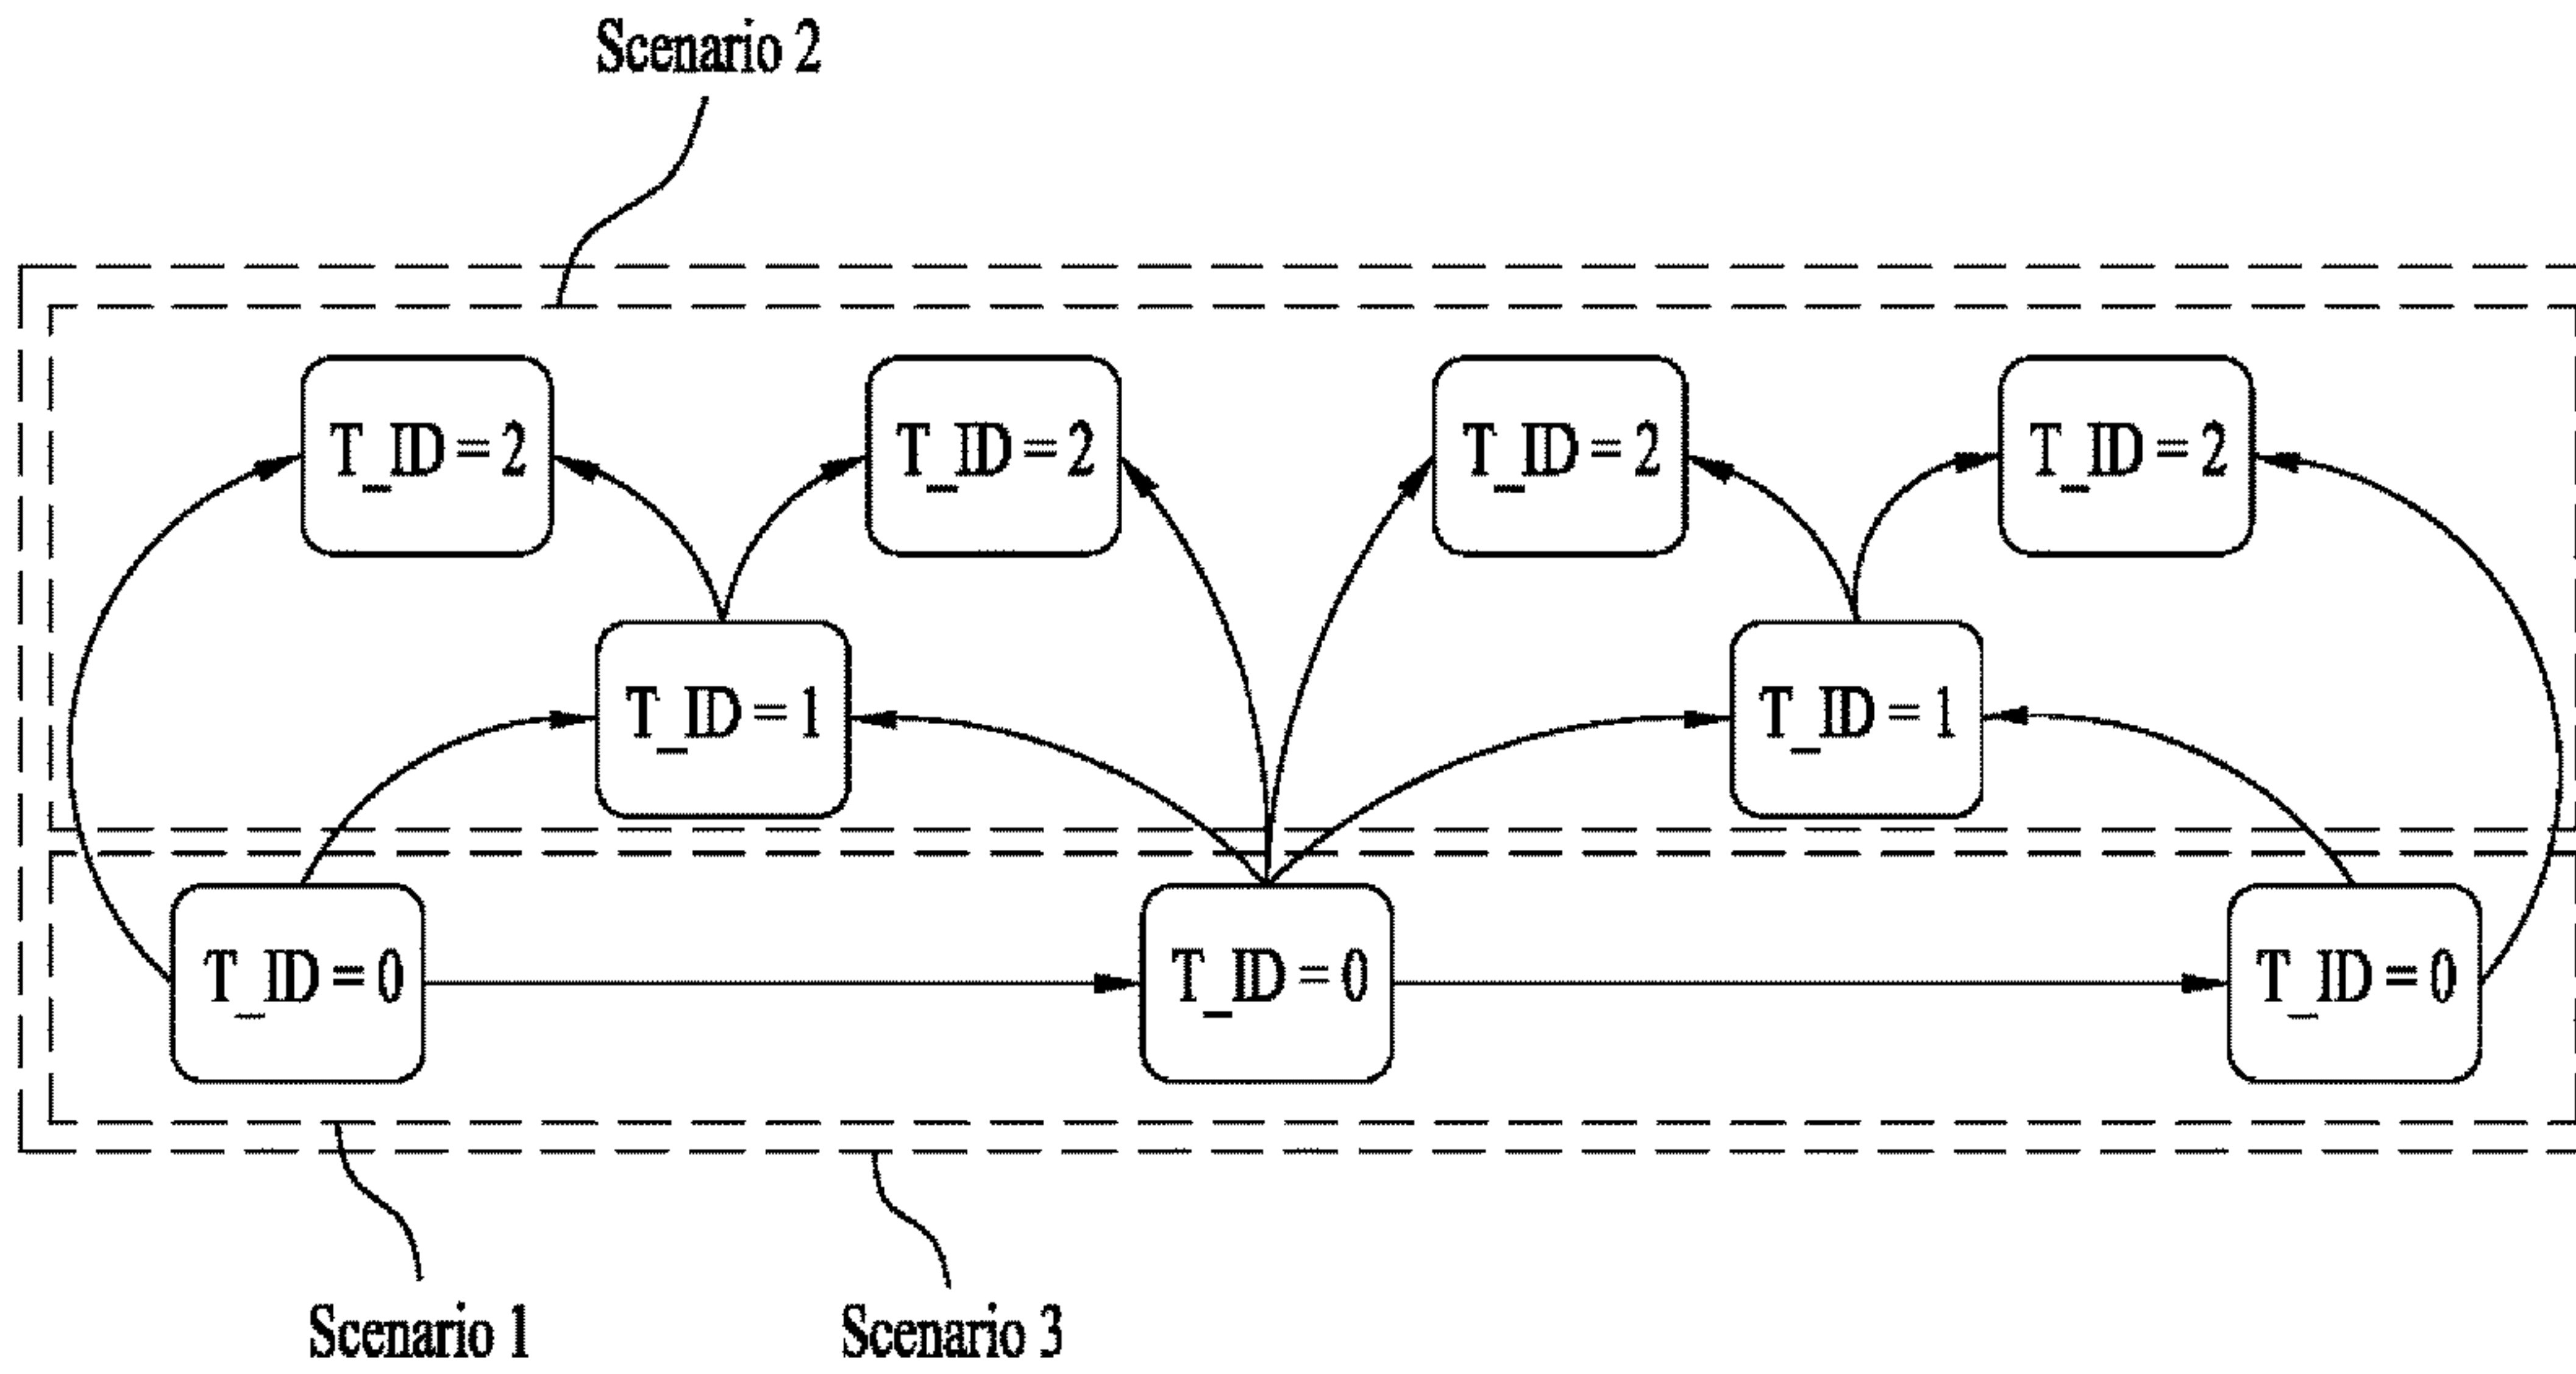 Scenario 2
T_ID = 2
T_ID = 2
T_ID = 2
T_ID = 2
T_ID = 1
T_ID = 1
T_ID = 0
T_ID = 0
T_ID = 0
Scenario 1
Scenario 3